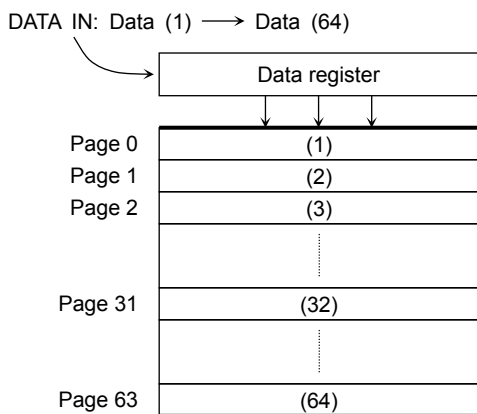 DATA IN: Data (1) ⟶ Data (64)
Data register
Page 0 (1)
Page 1 (2)
Page 2 (3)
Page 31 (32)
Page 63 (64)